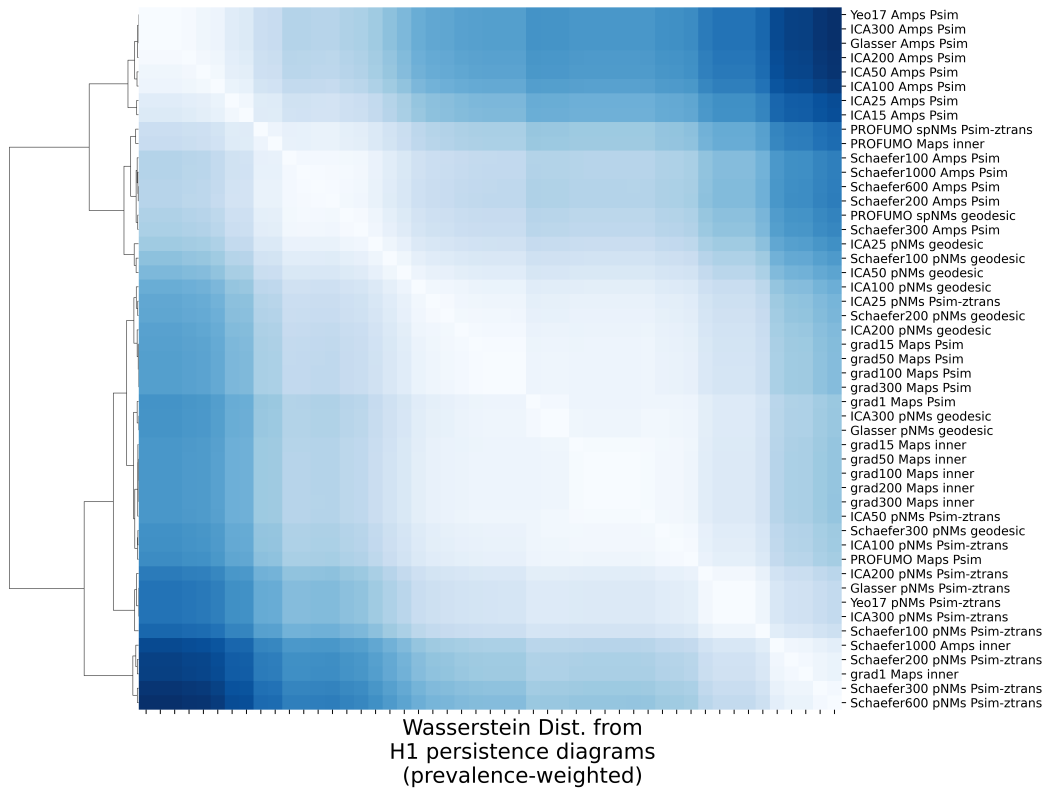 Yeo17 Amps Psim
ICA300 Amps Psim
Glasser Amps Psim
ICA200 Amps Psim
ICA50 Amps Psim
ICA100 Amps Psim
ICA25 Amps Psim
ICA15 Amps Psim
PROFUMO spNMs Psim-ztrans
PROFUMO Maps inner
Schaefer100 Amps Psim
Schaefer1000 Amps Psim
Schaefer600 Amps Psim
Schaefer200 Amps Psim
PROFUMO spNMs geodesic
Schaefer300 Amps Psim
ICA25 pNMs geodesic
Schaefer100 pNMs geodesic
ICA50 pNMs geodesic
ICA100 pNMs geodesic
ICA25 pNMs Psim-ztrans
Schaefer200 pNMs geodesic
ICA200 pNMs geodesic
grad15 Maps Psim
grad50 Maps Psim
grad100 Maps Psim
grad300 Maps Psim
grad1 Maps Psim
ICA300 pNMs geodesic
Glasser pNMs geodesic
grad15 Maps inner
grad50 Maps inner
grad100 Maps inner
grad200 Maps inner
grad300 Maps inner
ICA50 pNMs Psim-ztrans
Schaefer300 pNMs geodesic
ICA100 pNMs Psim-ztrans
PROFUMO Maps Psim
ICA200 pNMs Psim-ztrans
Glasser pNMs Psim-ztrans
Yeo17 pNMs Psim-ztrans
ICA300 pNMs Psim-ztrans
Schaefer100 pNMs Psim-ztrans
Schaefer1000 Amps inner
Schaefer200 pNMs Psim-ztrans
grad1 Maps inner
Schaefer300 pNMs Psim-ztrans
Schaefer600 pNMs Psim-ztrans
Wasserstein Dist. from
H1 persistence diagrams
(prevalence-weighted)